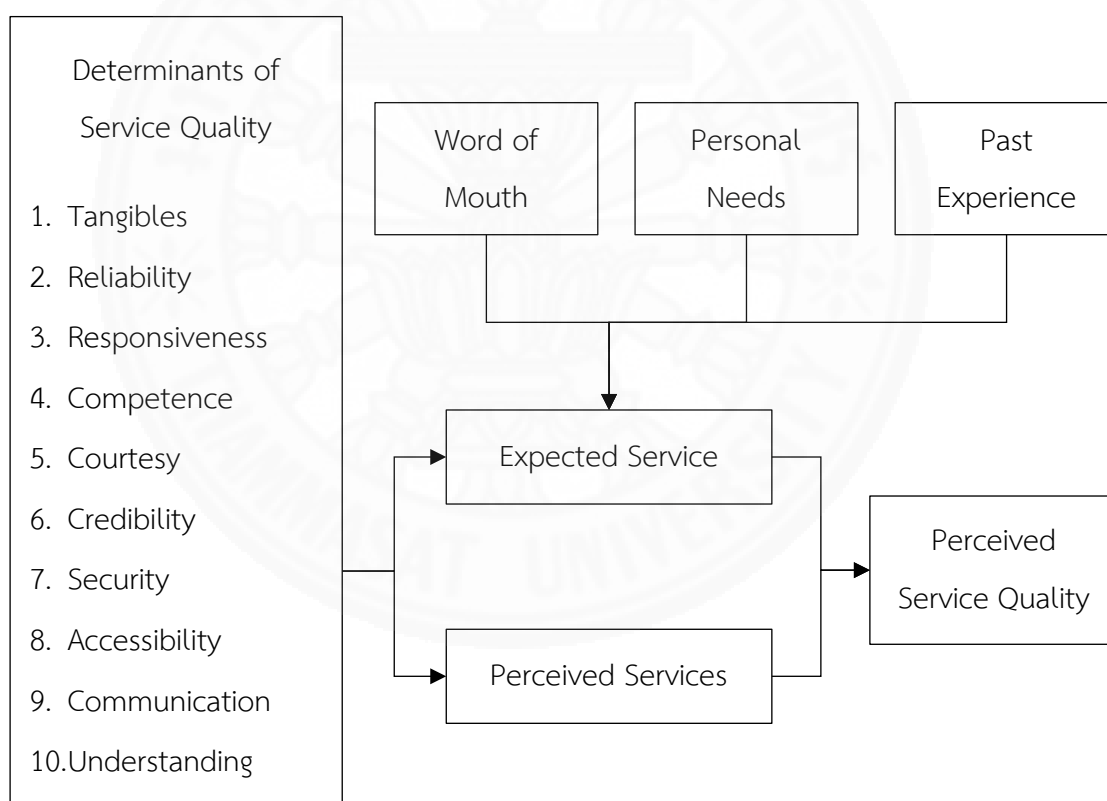 Determinants of
Service Quality
1. Tangibles
2. Reliability
3. Responsiveness
4. Competence
5. Courtesy
6. Credibility
7. Security
8. Accessibility
9. Communication
10.Understanding
Word of
Mouth
Personal
Needs
Past
Experience
Expected Service
Perceived Services
Perceived
Service Quality
THAMMASAT UNIVERSITY